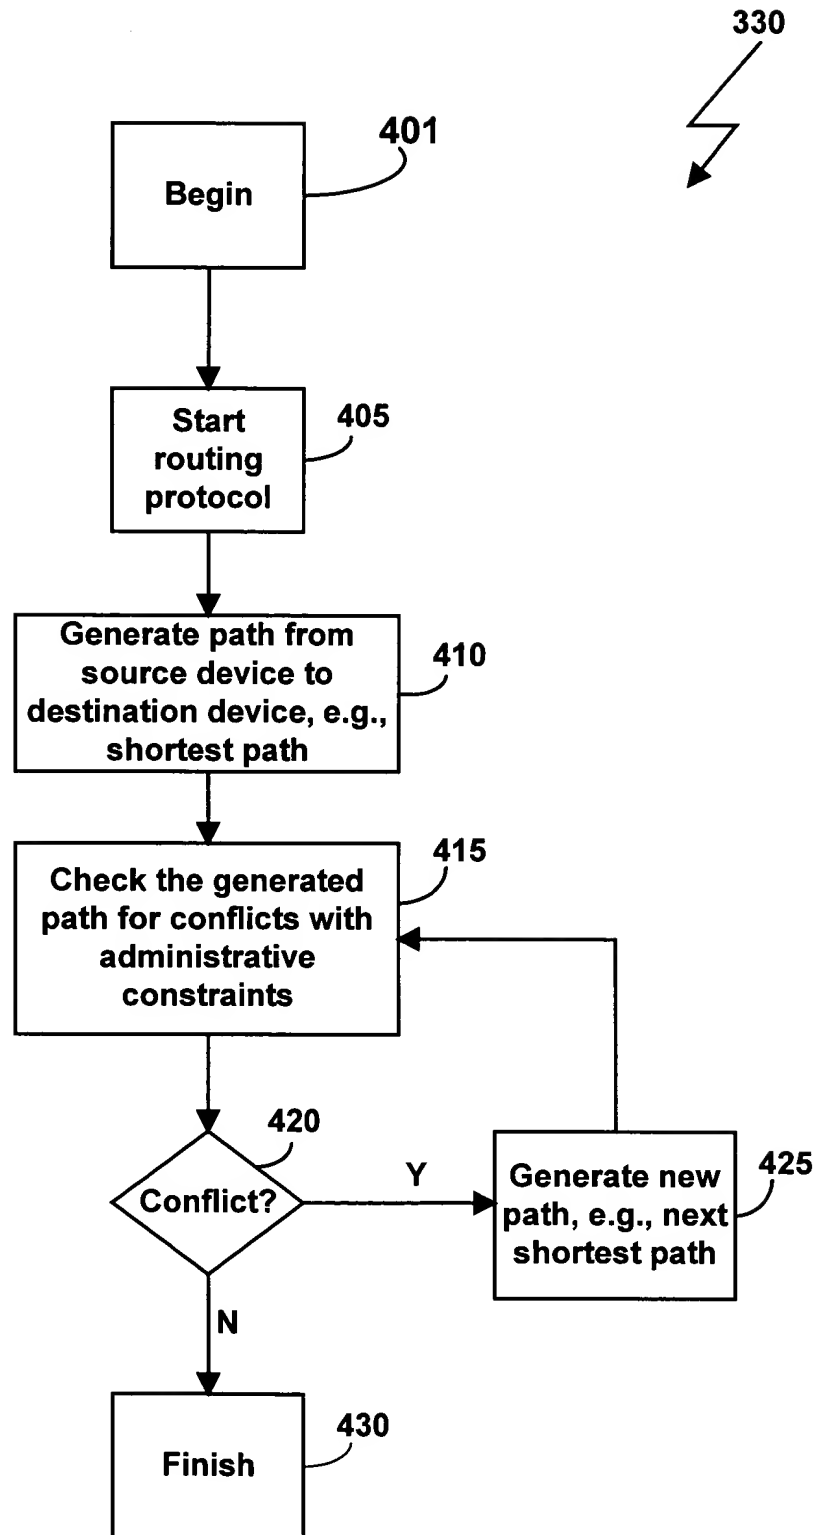 330
401
Begin
Start
routing
protocol
405
Generate path from
source device to
destination device, e.g.,
shortest path
410
Check the generated
path for conflicts with
administrative
constraints
415
420
Conflict?
Y
Generate new
path, e.g., next
shortest path
425
N
Finish
430